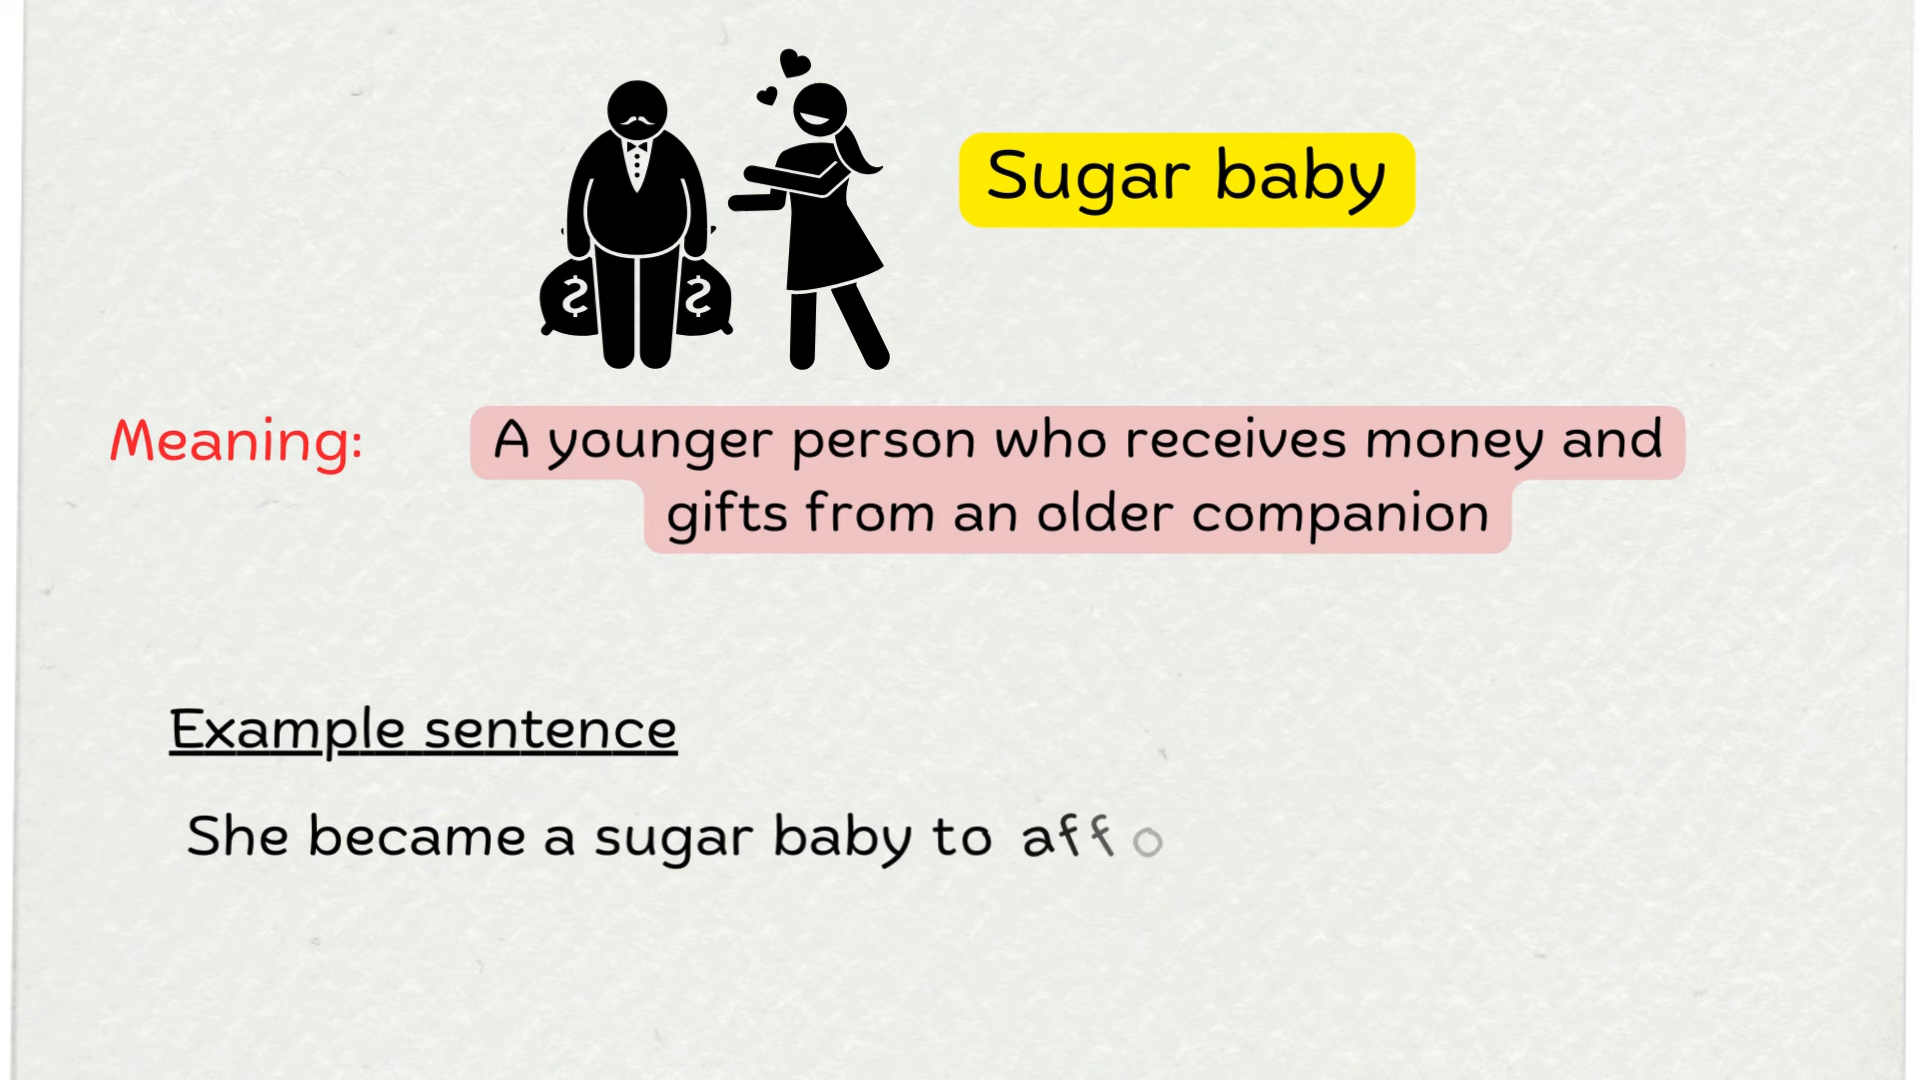 Sugar baby
$ $
Meaning:
A younger person who receives money and
gifts from an older companion
Example sentence
She became a sugar baby to affo